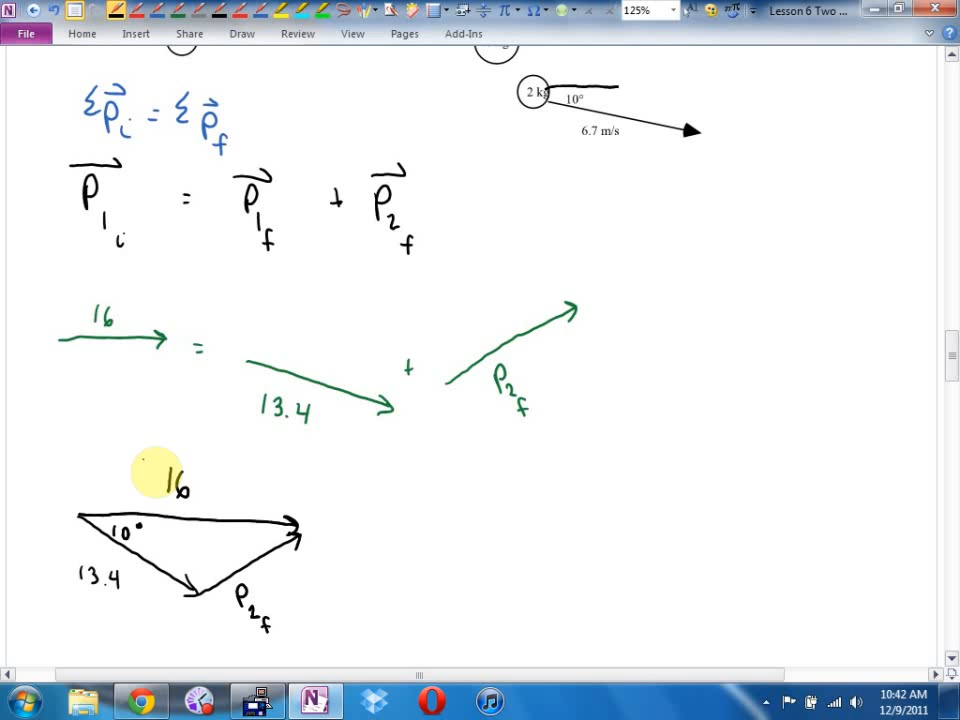 125%
Lesson 6 Two ...
File Home Insert Share Draw Review View Pages Add-Ins
2 kg
10°
6.7 m/s
Σp⃗i = Σp⃗f
P⃗1i = P⃗1f + P⃗2f
16
=
13.4
+
P2f
16
10°
13.4
P2f
10:42 AM
12/9/2011